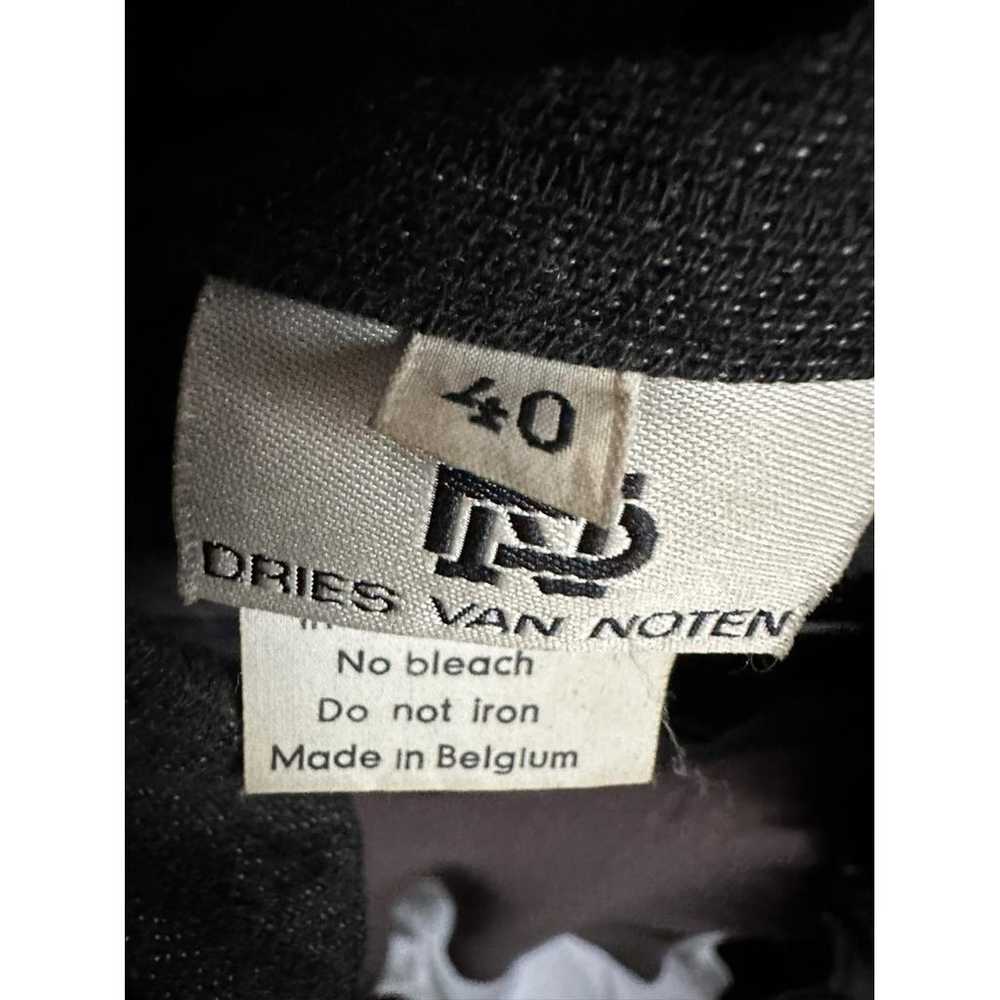 40
DRIES VAN NOTEN
No bleach
Do not iron
Made in Belgium